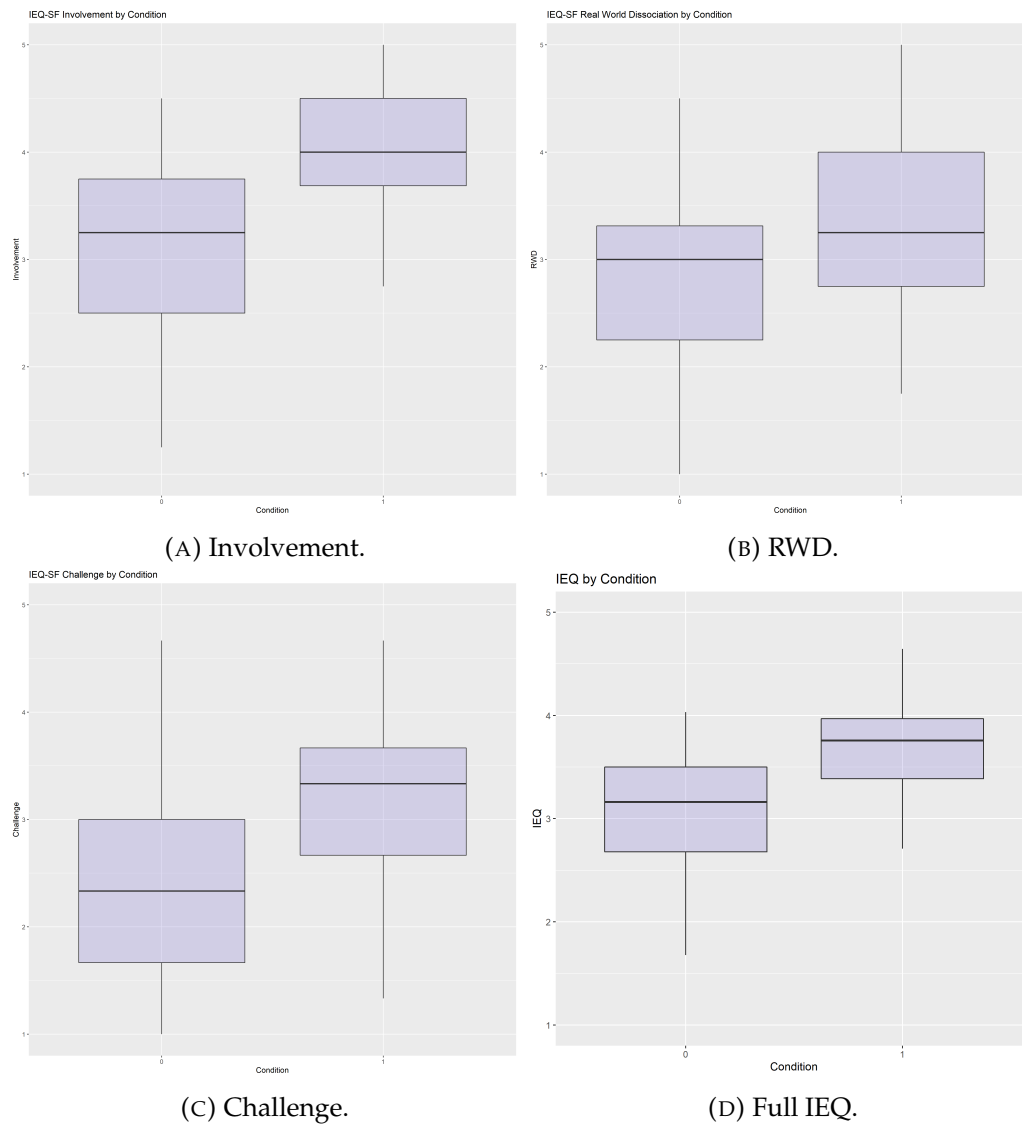 IEQ-SF Involvement by Condition
5
4
3
2
1
Involvement
0 1
Condition
(A) Involvement.
IEQ-SF Real World Dissociation by Condition
5
4
3
2
1
RWD
0 1
Condition
(B) RWD.
IEQ-SF Challenge by Condition
5
4
3
2
1
Challenge
0 1
Condition
(C) Challenge.
IEQ by Condition
5
4
3
2
1
IEQ
0 1
Condition
(D) Full IEQ.